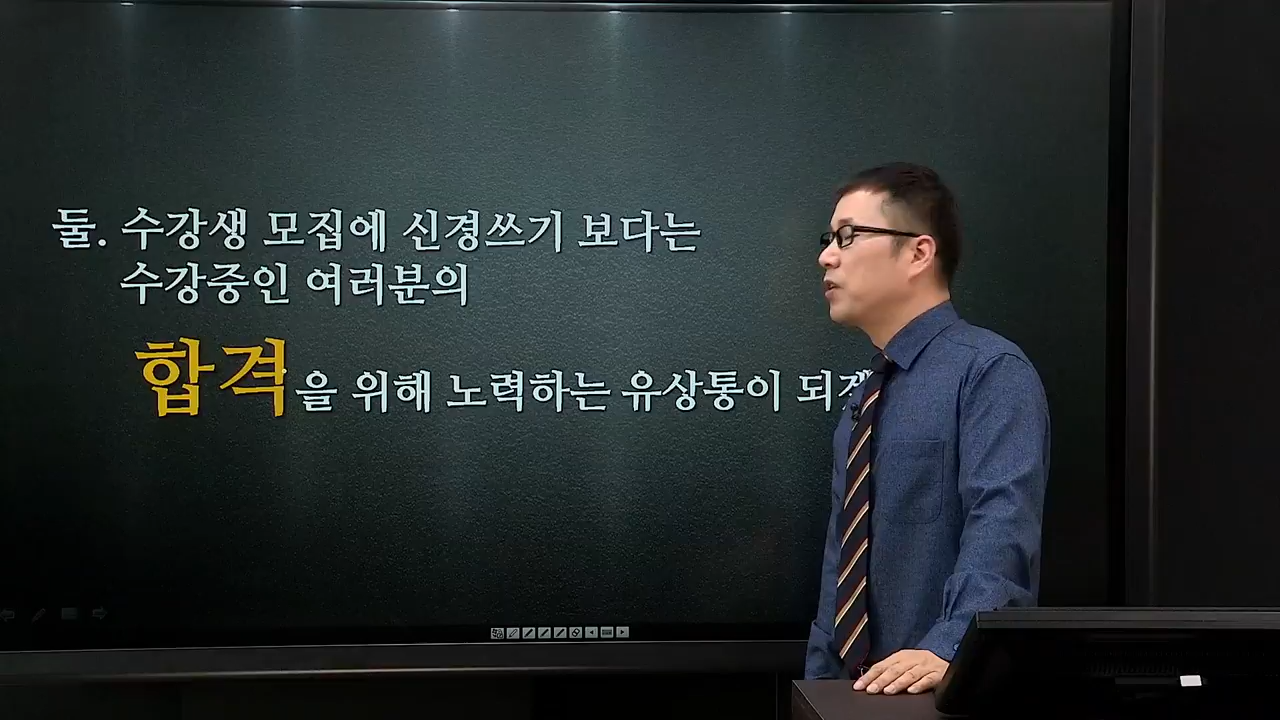 둘. 수강생 모집에 신경쓰기 보다는
수강중인 여러분의
합격을 위해 노력하는 유상통이